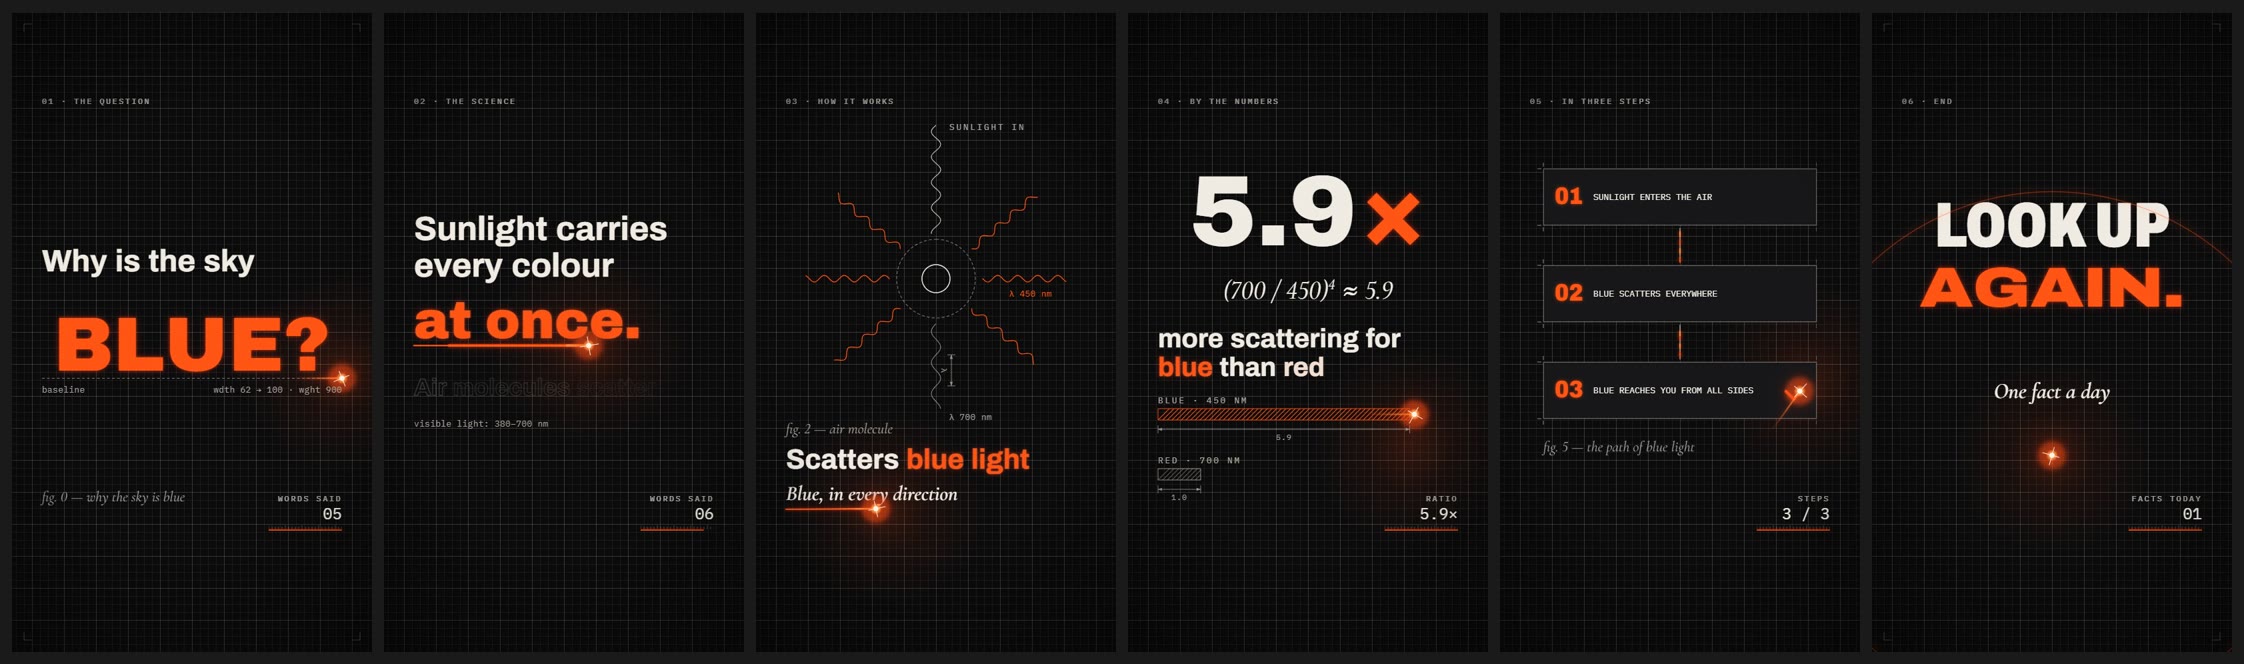 01 · THE QUESTION
Why is the sky
BLUE?
baseline
wdth 62 → 100 · wght 900
fig. 0 — why the sky is blue
WORDS SAID
05
02 · THE SCIENCE
Sunlight carries
every colour
at once.
Air molecules scatter
visible light: 380–700 nm
WORDS SAID
06
03 · HOW IT WORKS
SUNLIGHT IN
λ 450 nm
λ
λ 700 nm
fig. 2 — air molecule
Scatters blue light
Blue, in every direction
04 · BY THE NUMBERS
5.9×
(700 / 450)⁴ ≈ 5.9
more scattering for
blue than red
BLUE · 450 NM
5.9
RED · 700 NM
1.0
RATIO
5.9×
05 · IN THREE STEPS
01 SUNLIGHT ENTERS THE AIR
02 BLUE SCATTERS EVERYWHERE
03 BLUE REACHES YOU FROM ALL SIDES
fig. 5 — the path of blue light
STEPS
3 / 3
06 · END
LOOK UP
AGAIN.
One fact a day
FACTS TODAY
01